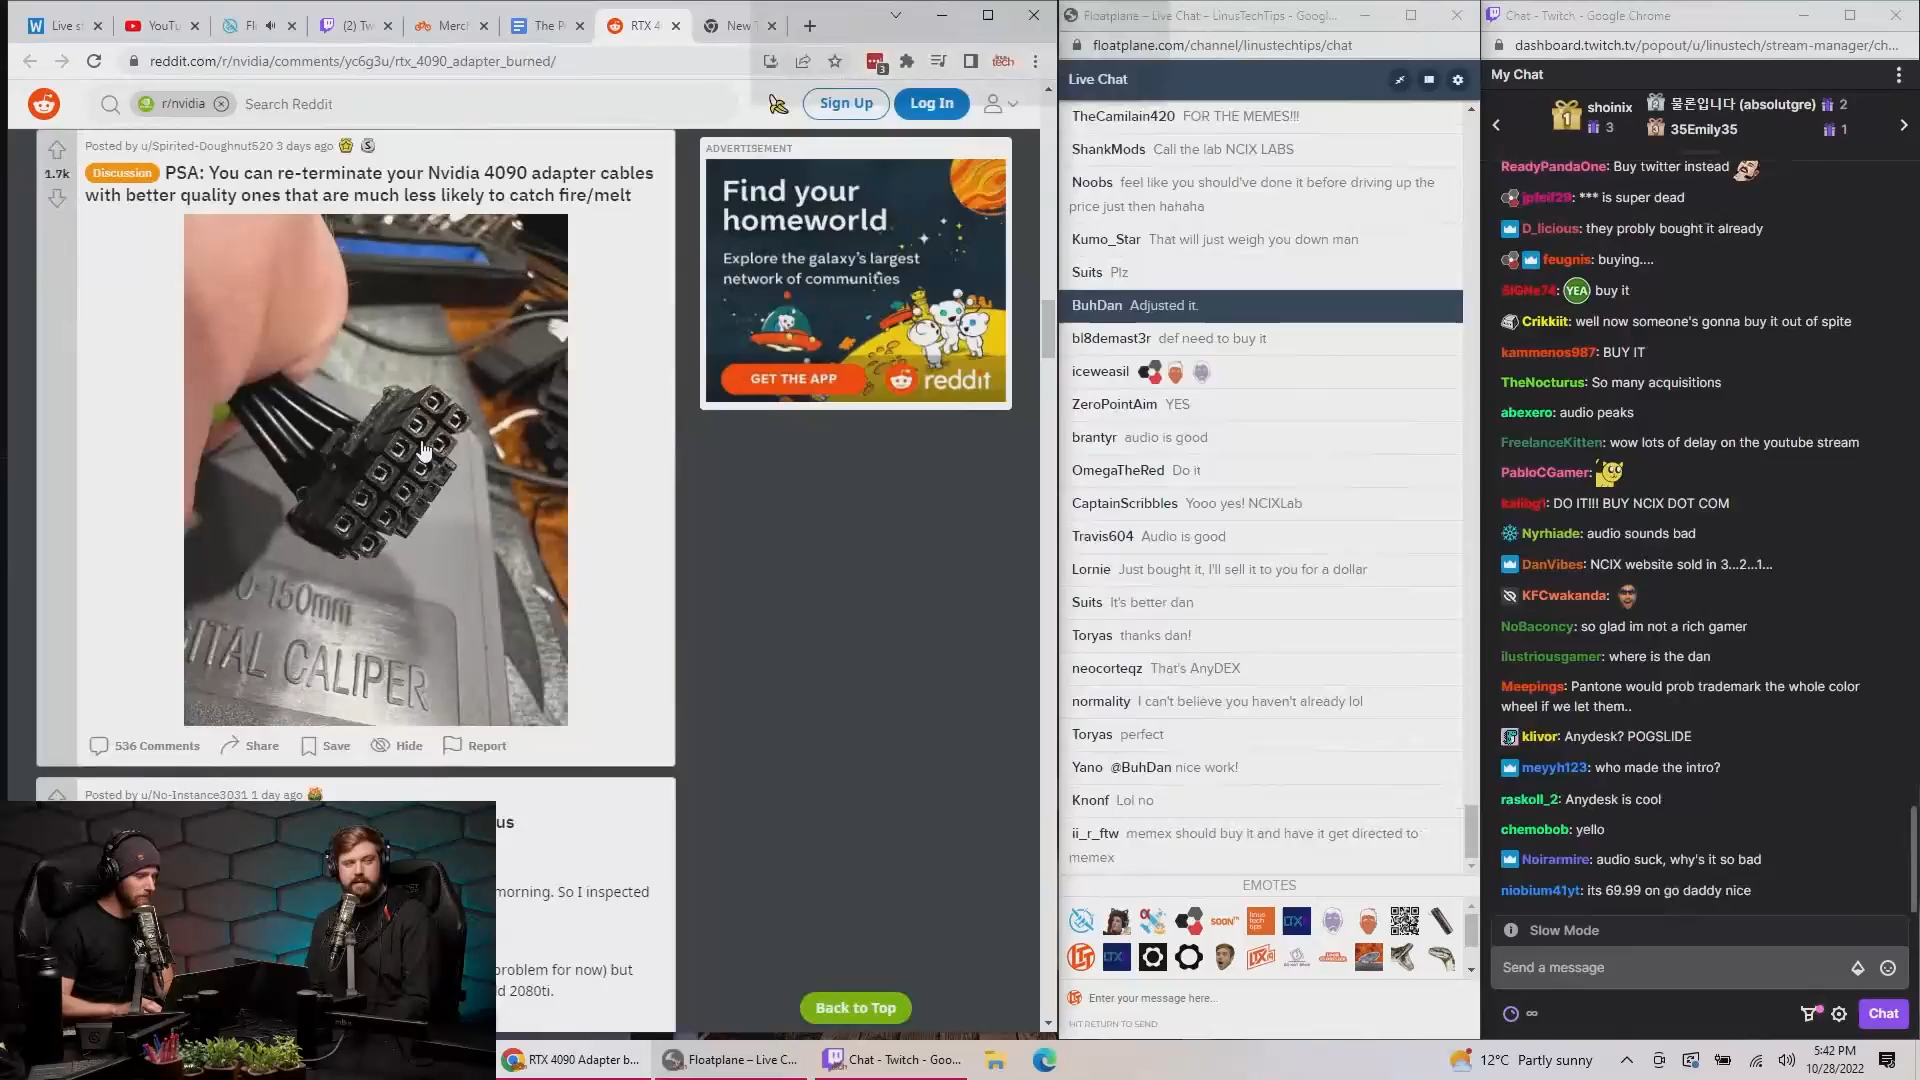 Live st
YouTu
Fl
(2) Tw
Merch
The P
RTX 4
New T
reddit.com/r/nvidia/comments/yc6g3u/rtx_4090_adapter_burned/
r/nvidia
Search Reddit
Sign Up
Log In
Posted by u/Spirited-Doughnut520 3 days ago
1.7k
Discussion PSA: You can re-terminate your Nvidia 4090 adapter cables
with better quality ones that are much less likely to catch fire/melt
0-150mm
ITAL CALIPER
536 Comments
Share
Save
Hide
Report
Posted by u/No-Instance3031 1 day ago
us
morning. So I inspected
problem for now) but
d 2080ti.
ADVERTISEMENT
Find your
homeworld
Explore the galaxy's largest
network of communities
GET THE APP
reddit
Back to Top
Floatplane – Live Chat – LinusTechTips - Googl...
floatplane.com/channel/linustechtips/chat
Live Chat
TheCamilain420 FOR THE MEMES!!!
ShankMods Call the lab NCIX LABS
Noobs feel like you should've done it before driving up the
price just then hahaha
Kumo_Star That will just weigh you down man
Suits Plz
BuhDan Adjusted it.
bl8demast3r def need to buy it
iceweasil
ZeroPointAim YES
brantyr audio is good
OmegaTheRed Do it
CaptainScribbles Yooo yes! NCIXLab
Travis604 Audio is good
Lornie Just bought it, I'll sell it to you for a dollar
Suits It's better dan
Toryas thanks dan!
neocorteqz That's AnyDEX
normality I can't believe you haven't already lol
Toryas perfect
Yano @BuhDan nice work!
Knonf Lol no
ii_r_ftw memex should buy it and have it get directed to
memex
EMOTES
SOON
linus
tech
tips
LTX
LTX
Enter your message here...
HIT RETURN TO SEND
Chat - Twitch - Google Chrome
dashboard.twitch.tv/popout/u/linustech/stream-manager/ch...
My Chat
1
shoinix
3
물론입니다 (absolutgre) 2
35Emily35 1
ReadyPandaOne: Buy twitter instead
jpfeif29: *** is super dead
D_licious: they probly bought it already
feugnis: buying....
SIGNe74: YEA buy it
Crikkiit: well now someone's gonna buy it out of spite
kammenos987: BUY IT
TheNocturus: So many acquisitions
abexero: audio peaks
FreelanceKitten: wow lots of delay on the youtube stream
PabloCGamer:
DO IT!!! BUY NCIX DOT COM
Nyrhiade: audio sounds bad
DanVibes: NCIX website sold in 3...2...1...
KFCwakanda:
NoBaconcy: so glad im not a rich gamer
ilustriousgamer: where is the dan
Meepings: Pantone would prob trademark the whole color
wheel if we let them..
klivor: Anydesk? POGSLIDE
meyyh123: who made the intro?
raskoll_2: Anydesk is cool
chemobob: yello
Noirarmire: audio suck, why's it so bad
niobium41yt: its 69.99 on go daddy nice
Slow Mode
Send a message
Chat
RTX 4090 Adapter b...
Floatplane – Live C...
Chat - Twitch - Goo...
12°C Partly sunny
5:42 PM
10/28/2022